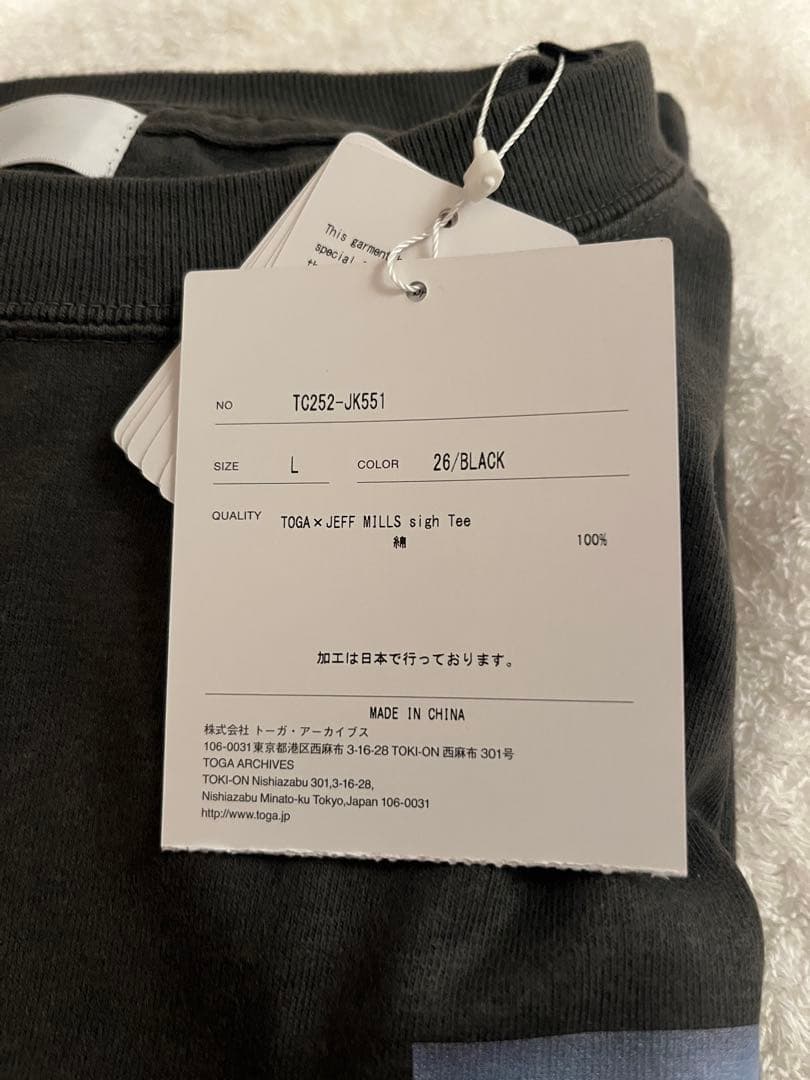 This garment
special
NO TC252-JK551
SIZE L COLOR 26/BLACK
QUALITY TOGA×JEFF MILLS sigh Tee
綿 100%
加工は日本で行っております。
MADE IN CHINA
株式会社 トーガ・アーカイブス
106-0031東京都港区西麻布 3-16-28 TOKI-ON 西麻布 301号
TOGA ARCHIVES
TOKI-ON Nishiazabu 301,3-16-28,
Nishiazabu Minato-ku Tokyo,Japan 106-0031
http://www.toga.jp